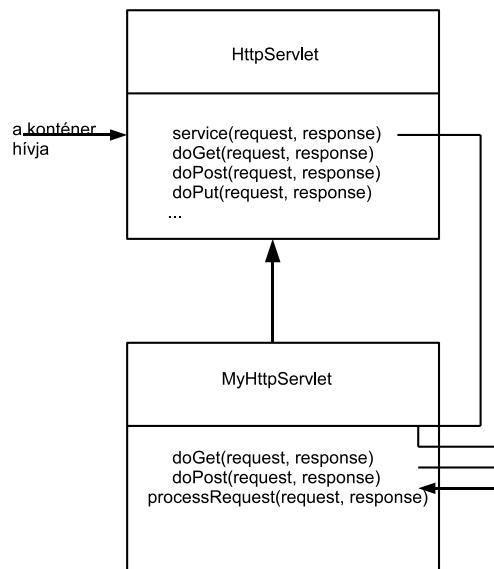 HttpServlet
a konténer
hívja
service(request, response)
doGet(request, response)
doPost(request, response)
doPut(request, response)
...
MyHttpServlet
doGet(request, response)
doPost(request, response)
processRequest(request, response)